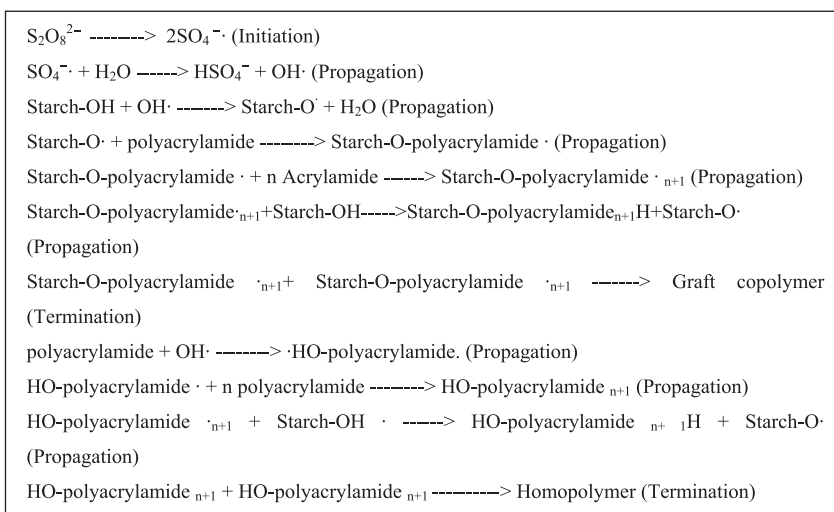 S₂O₈²⁻ --------> 2SO₄⁻· (Initiation)
SO₄⁻· + H₂O ------> HSO₄⁻ + OH· (Propagation)
Starch-OH + OH· -------> Starch-O˙ + H₂O (Propagation)
Starch-O· + polyacrylamide --------> Starch-O-polyacrylamide · (Propagation)
Starch-O-polyacrylamide · + n Acrylamide ------> Starch-O-polyacrylamide · ₙ₊₁ (Propagation)
Starch-O-polyacrylamide·ₙ₊₁+Starch-OH----->Starch-O-polyacrylamideₙ₊₁H+Starch-O·
(Propagation)
Starch-O-polyacrylamide ·ₙ₊₁+ Starch-O-polyacrylamide ·ₙ₊₁ -------> Graft copolymer
(Termination)
polyacrylamide + OH· --------> ·HO-polyacrylamide. (Propagation)
HO-polyacrylamide · + n polyacrylamide --------> HO-polyacrylamide ₙ₊₁ (Propagation)
HO-polyacrylamide ·ₙ₊₁ + Starch-OH · ------> HO-polyacrylamide ₙ₊ ₁H + Starch-O·
(Propagation)
HO-polyacrylamide ₙ₊₁ + HO-polyacrylamide ₙ₊₁ ----------> Homopolymer (Termination)